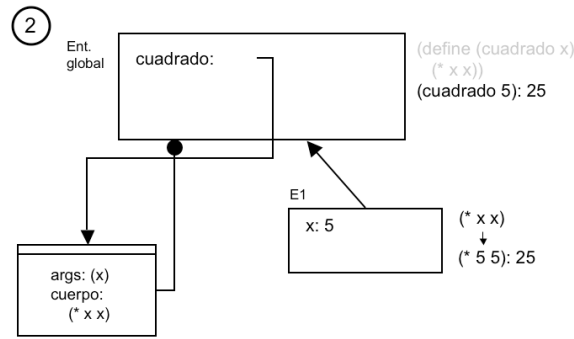 2
Ent.
global
cuadrado:
(define (cuadrado x)
(* x x))
(cuadrado 5): 25
E1
x: 5
(* x x)
(* 5 5): 25
args: (x)
cuerpo:
(* x x)